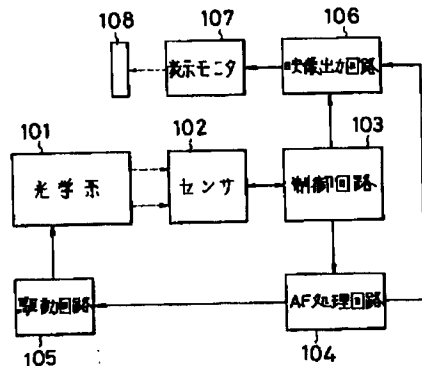 108
107
106
表示モニタ
映像出力回路
101
102
103
光学系
センサ
制御回路
駆動回路
AF処理回路
105
104